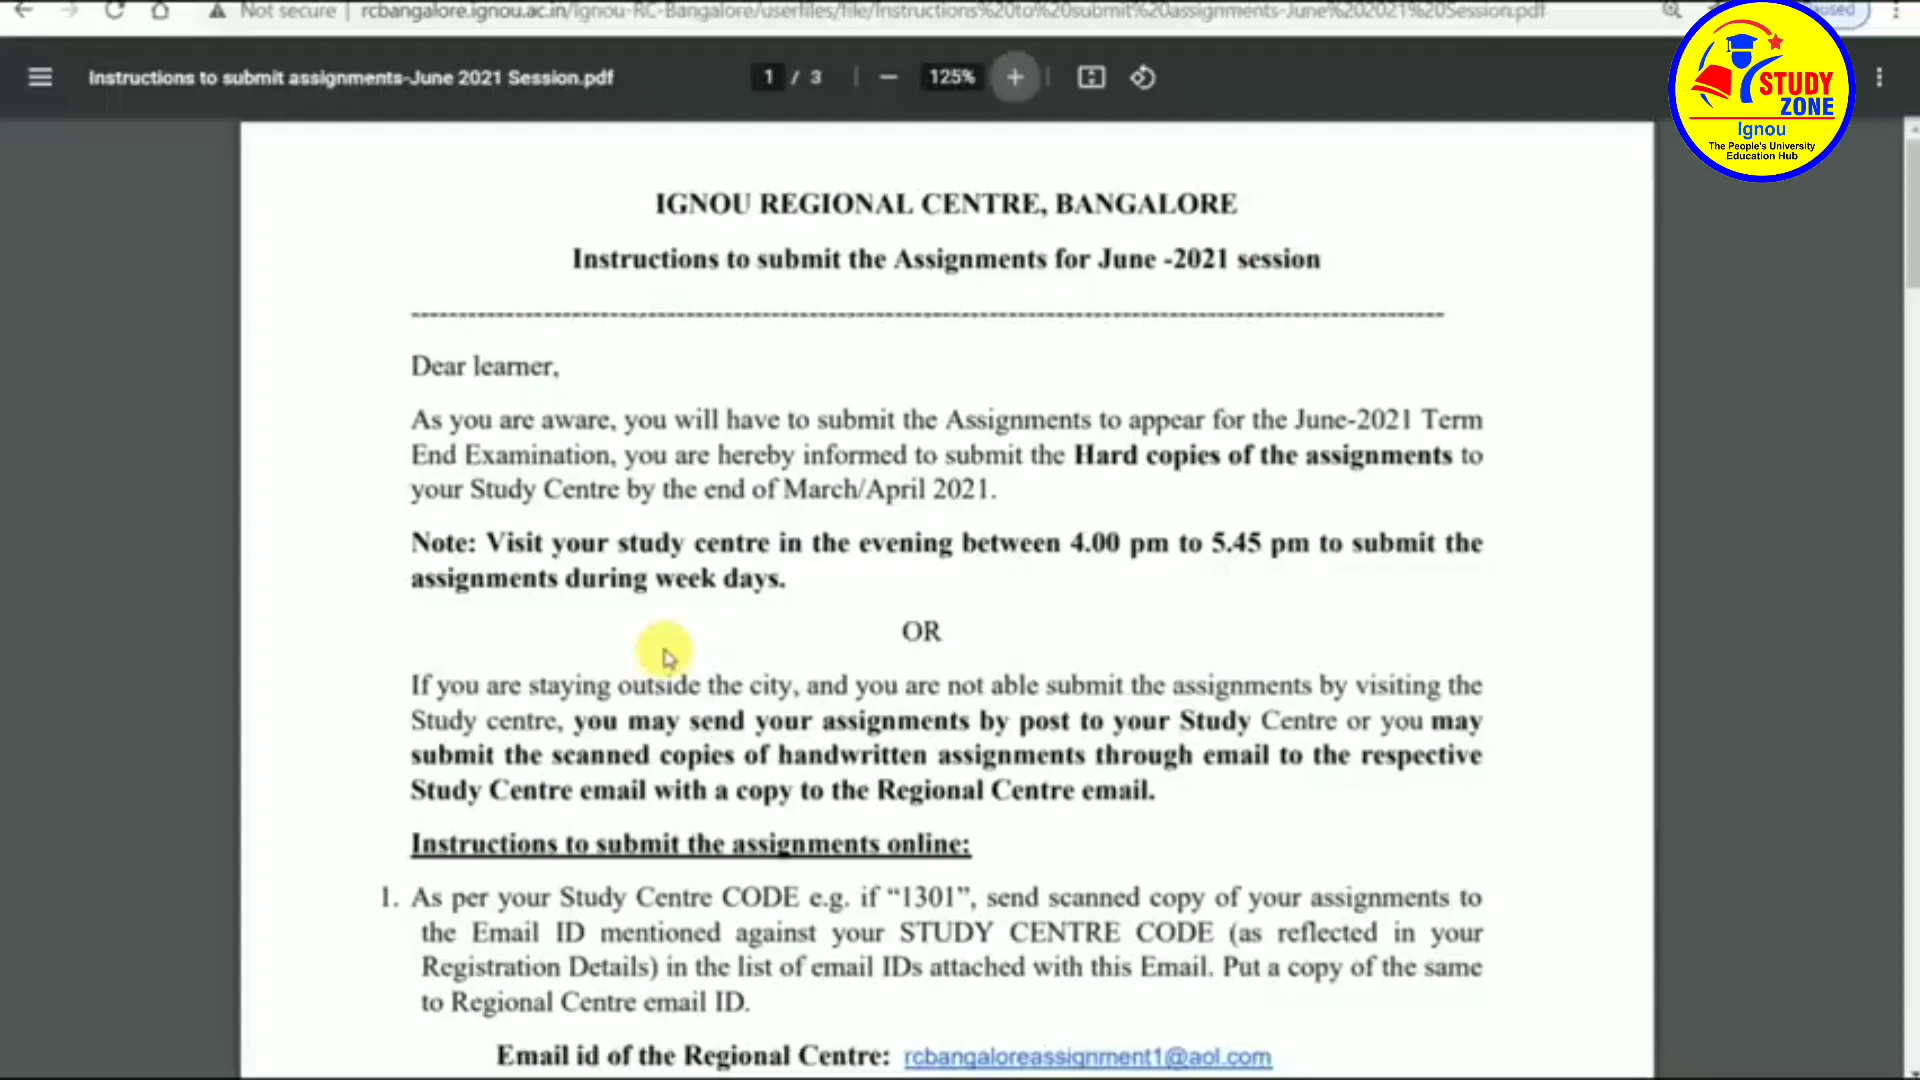 Not secure | rcbangalore.ignou.ac.in/Ignou-RC-Bangalore/userfiles/file/Instructions%20to%20submit%20assignments-June%202021%20Session.pdf
Instructions to submit assignments-June 2021 Session.pdf
1 / 3
125%
STUDY
ZONE
Ignou
The People's University
Education Hub
IGNOU REGIONAL CENTRE, BANGALORE
Instructions to submit the Assignments for June -2021 session
Dear learner,
As you are aware, you will have to submit the Assignments to appear for the June-2021 Term
End Examination, you are hereby informed to submit the Hard copies of the assignments to
your Study Centre by the end of March/April 2021.
Note: Visit your study centre in the evening between 4.00 pm to 5.45 pm to submit the
assignments during week days.
OR
If you are staying outside the city, and you are not able submit the assignments by visiting the
Study centre, you may send your assignments by post to your Study Centre or you may
submit the scanned copies of handwritten assignments through email to the respective
Study Centre email with a copy to the Regional Centre email.
Instructions to submit the assignments online:
1. As per your Study Centre CODE e.g. if “1301”, send scanned copy of your assignments to
the Email ID mentioned against your STUDY CENTRE CODE (as reflected in your
Registration Details) in the list of email IDs attached with this Email. Put a copy of the same
to Regional Centre email ID.
Email id of the Regional Centre: rcbangaloreassignment1@aol.com